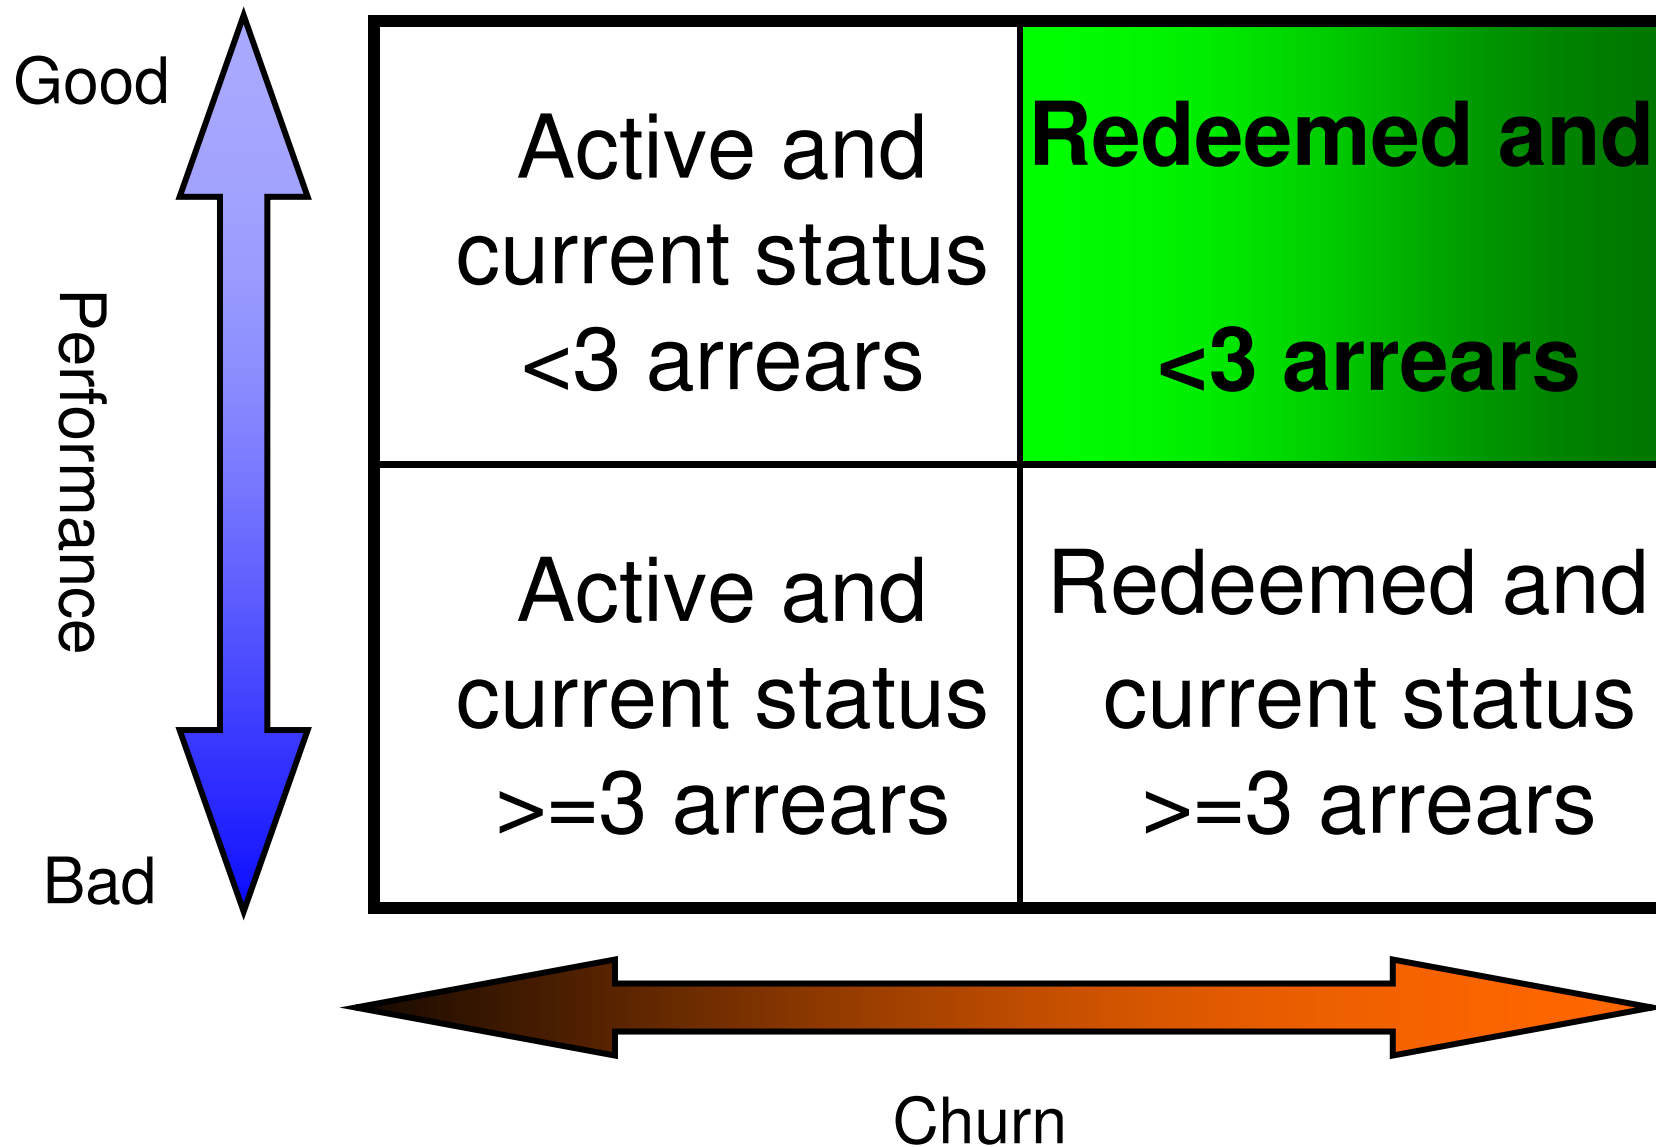 Good
Performance
Bad
Active and
current status
<3 arrears
Redeemed and
<3 arrears
Active and
current status
>=3 arrears
Redeemed and
current status
>=3 arrears
Churn